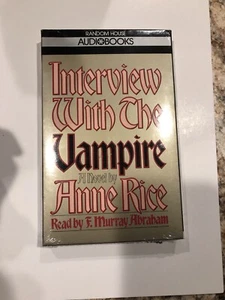 RANDOM HOUSE
AUDIOBOOKS
Interview
With The
Vampire
A Novel by
Anne Rice
Read by F. Murray Abraham